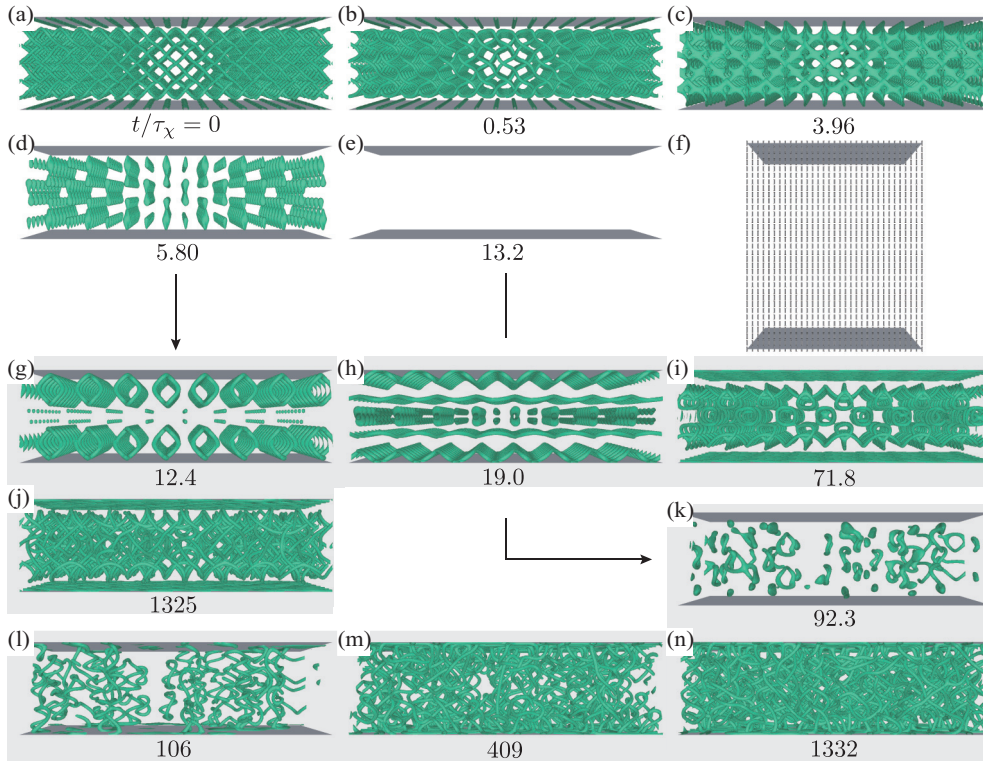 (a) (b) (c)
t/τχ = 0 0.53 3.96
(d) (e) (f)
5.80 13.2
(g) (h) (i)
12.4 19.0 71.8
(j) (k)
1325 92.3
(l) (m) (n)
106 409 1332